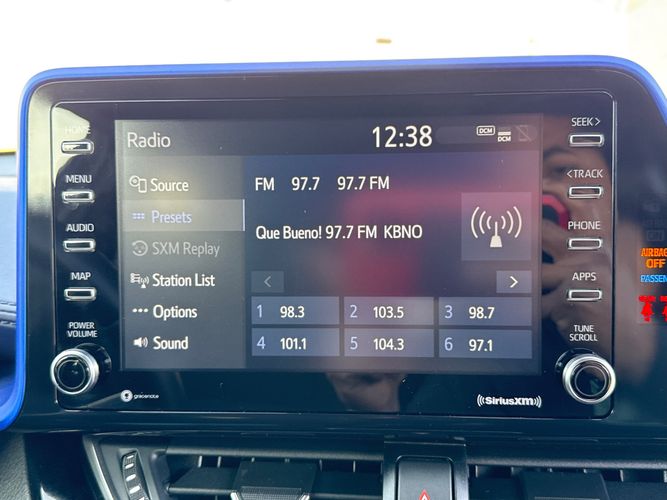 Radio
12:38
DCM
DCM
HOME
MENU
AUDIO
MAP
POWER
VOLUME
Source
Presets
SXM Replay
Station List
Options
Sound
FM 97.7 97.7 FM
Que Bueno! 97.7 FM KBNO
1 98.3
2 103.5
3 98.7
4 101.1
5 104.3
6 97.1
SEEK >
< TRACK
PHONE
APPS
TUNE
SCROLL
gracenote
((SiriusXM))
AIRBAG
OFF